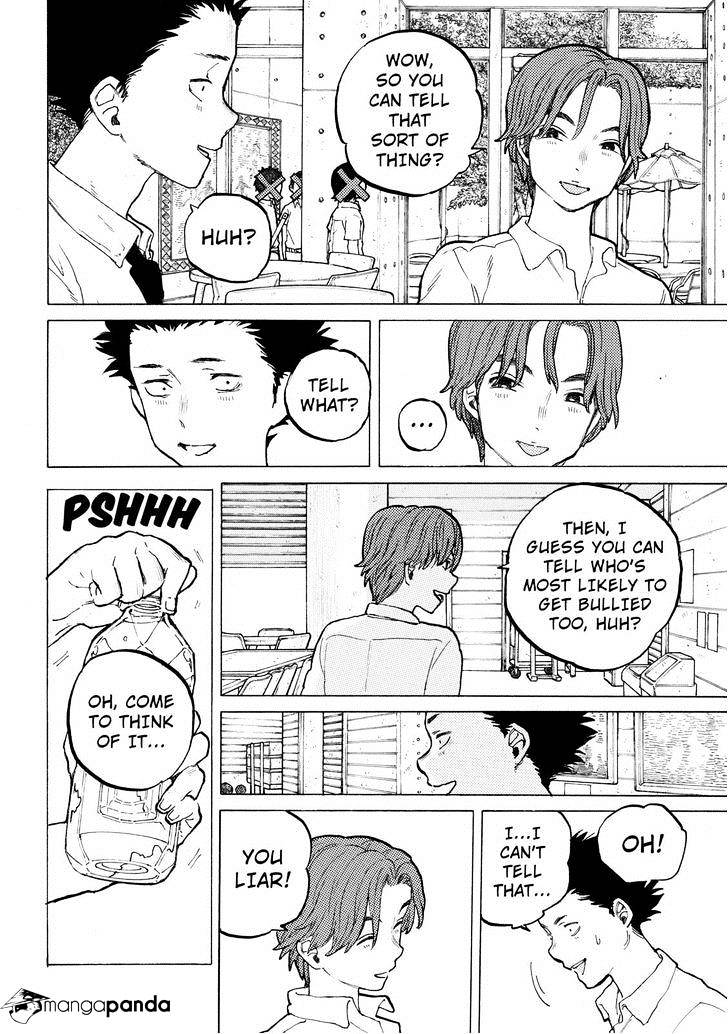 WOW,
SO YOU
CAN TELL
THAT
SORT OF
THING?
HUH?
...
TELL
WHAT?
THEN, I
GUESS YOU CAN
TELL WHO'S
MOST LIKELY TO
GET BULLIED
TOO, HUH?
OH!
I...I
CAN'T
TELL
THAT...
YOU
LIAR!
PSHHH
OH, COME
TO THINK
OF IT...
mangapanda